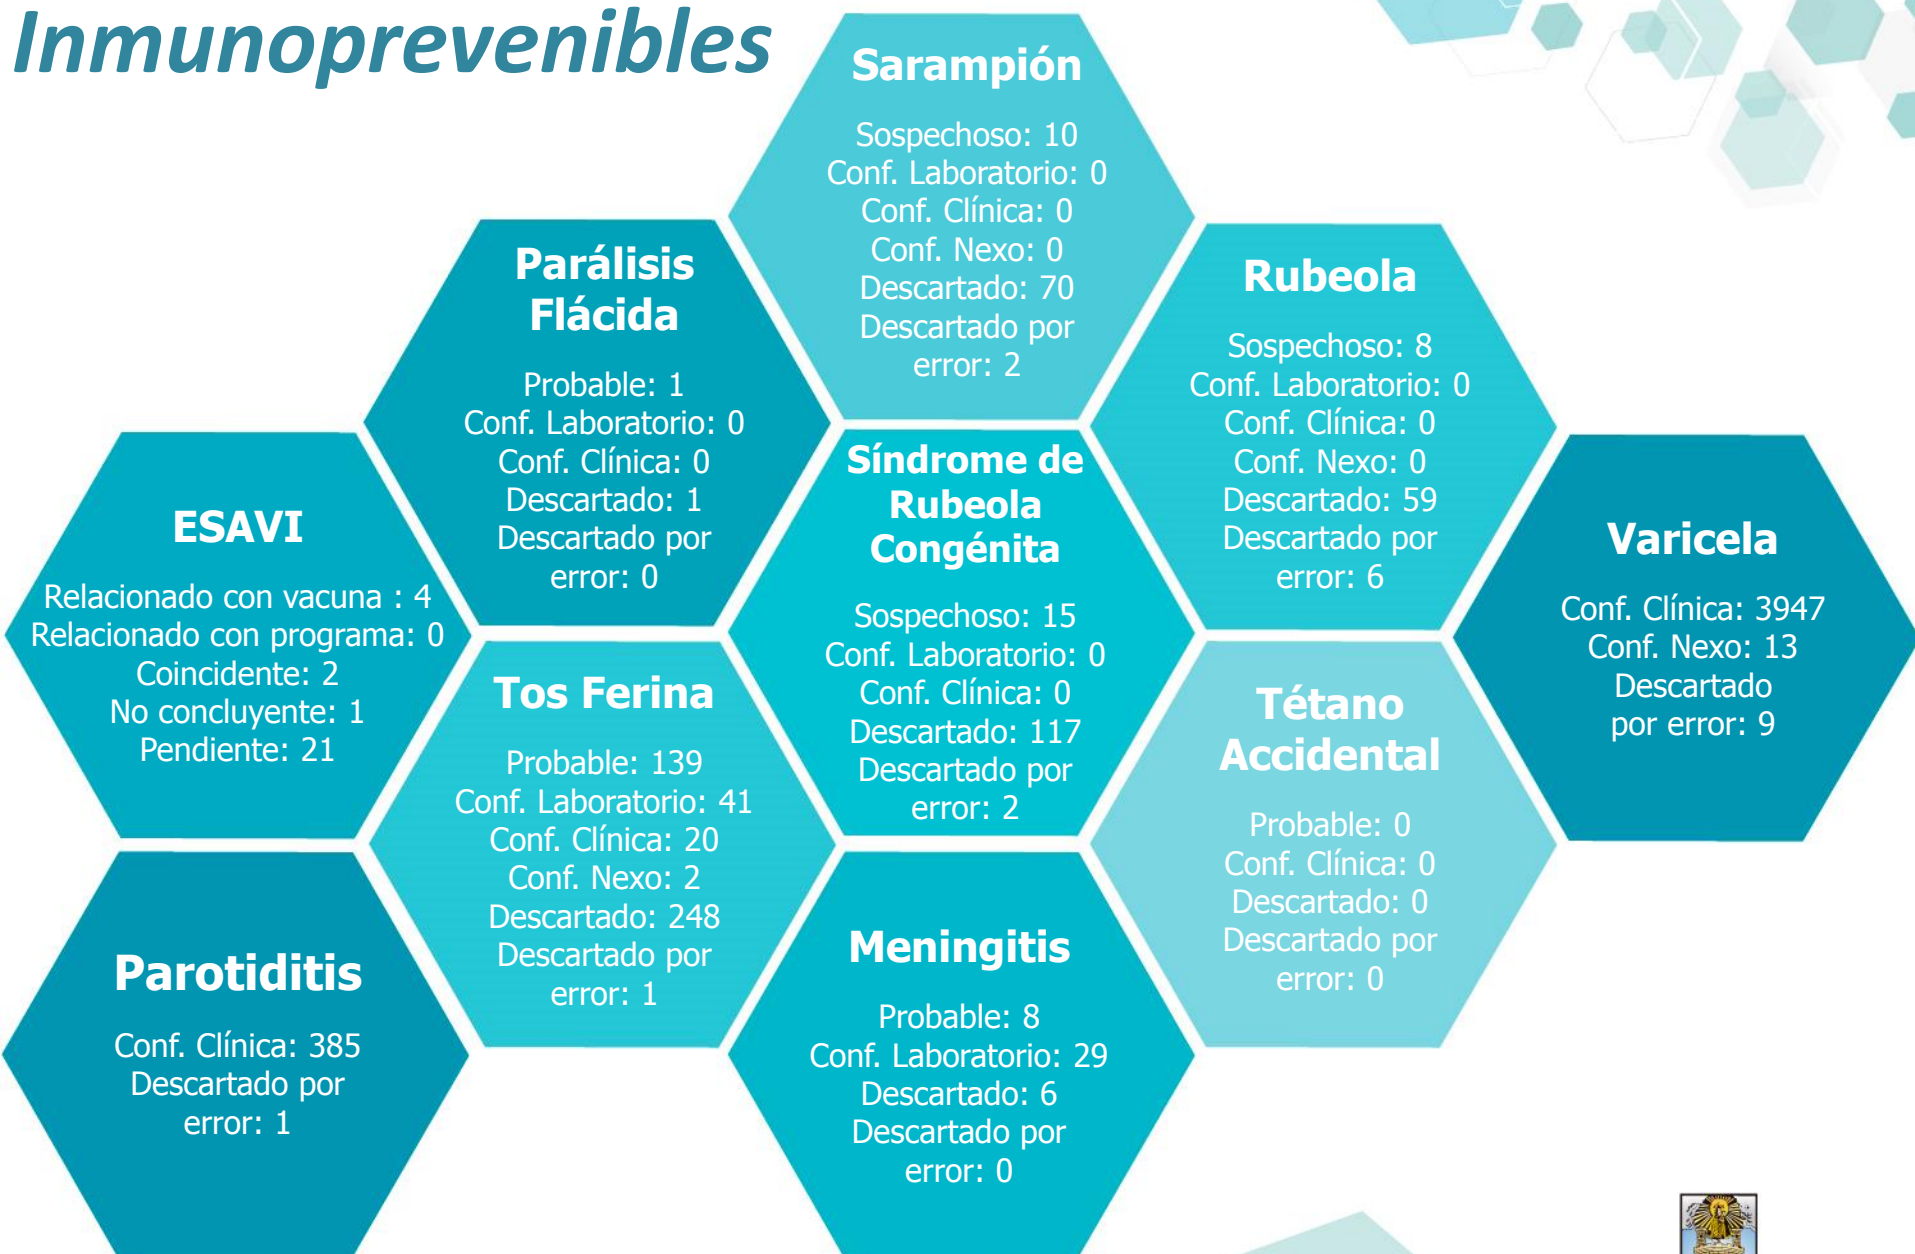 Inmunoprevenibles
Sarampión
Sospechoso: 10
Conf. Laboratorio: 0
Conf. Clínica: 0
Conf. Nexo: 0
Descartado: 70
Descartado por
error: 2
Parálisis
Flácida
Probable: 1
Conf. Laboratorio: 0
Conf. Clínica: 0
Descartado: 1
Descartado por
error: 0
Rubeola
Sospechoso: 8
Conf. Laboratorio: 0
Conf. Clínica: 0
Conf. Nexo: 0
Descartado: 59
Descartado por
error: 6
ESAVI
Relacionado con vacuna : 4
Relacionado con programa: 0
Coincidente: 2
No concluyente: 1
Pendiente: 21
Síndrome de
Rubeola
Congénita
Sospechoso: 15
Conf. Laboratorio: 0
Conf. Clínica: 0
Descartado: 117
Descartado por
error: 2
Varicela
Conf. Clínica: 3947
Conf. Nexo: 13
Descartado
por error: 9
Tos Ferina
Probable: 139
Conf. Laboratorio: 41
Conf. Clínica: 20
Conf. Nexo: 2
Descartado: 248
Descartado por
error: 1
Tétano
Accidental
Probable: 0
Conf. Clínica: 0
Descartado: 0
Descartado por
error: 0
Parotiditis
Conf. Clínica: 385
Descartado por
error: 1
Meningitis
Probable: 8
Conf. Laboratorio: 29
Descartado: 6
Descartado por
error: 0